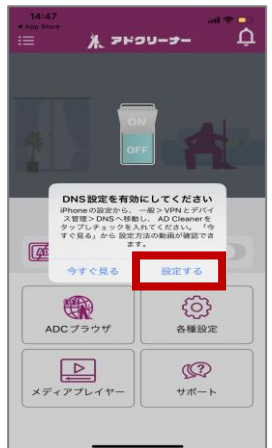 14:47
◀ App Store
アドクリーナー
ON
OFF
DNS設定を有効にしてください
iPhoneの設定から、 一般 > VPN とデバイ
ス管理 > DNSへ移動し、 AD Cleanerを
タップしチェックを入れてください。 「今
すぐ見る」から 設定方法の動画が確認でき
ます。
今すぐ見る
設定する
ADC ブラウザ
各種設定
メディアプレイヤー
サポート